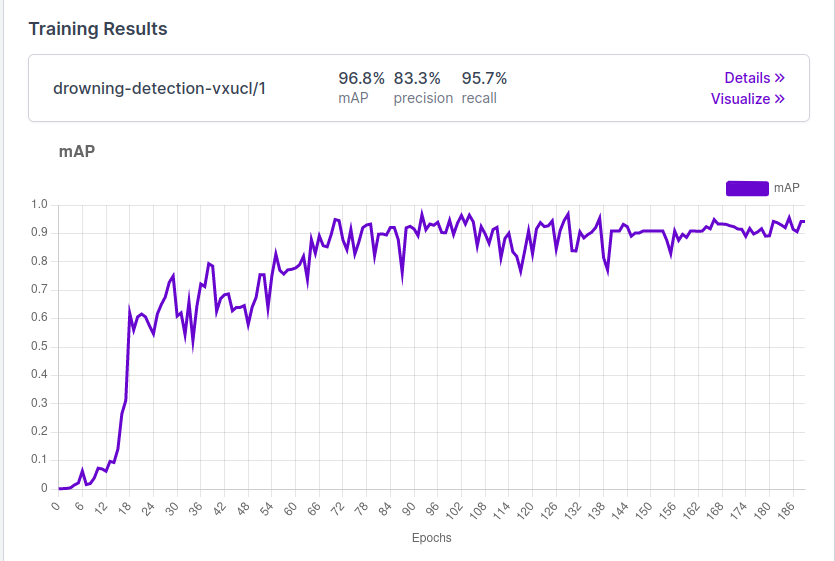 Training Results
drowning-detection-vxucl/1
96.8% 83.3% 95.7%
mAP precision recall
Details »
Visualize »
mAP
mAP
1.0
0.9
0.8
0.7
0.6
0.5
0.4
0.3
0.2
0.1
0
0 6 12 18 24 30 36 42 48 54 60 66 72 78 84 90 96 102 108 114 120 126 132 138 144 150 156 162 168 174 180 186
Epochs